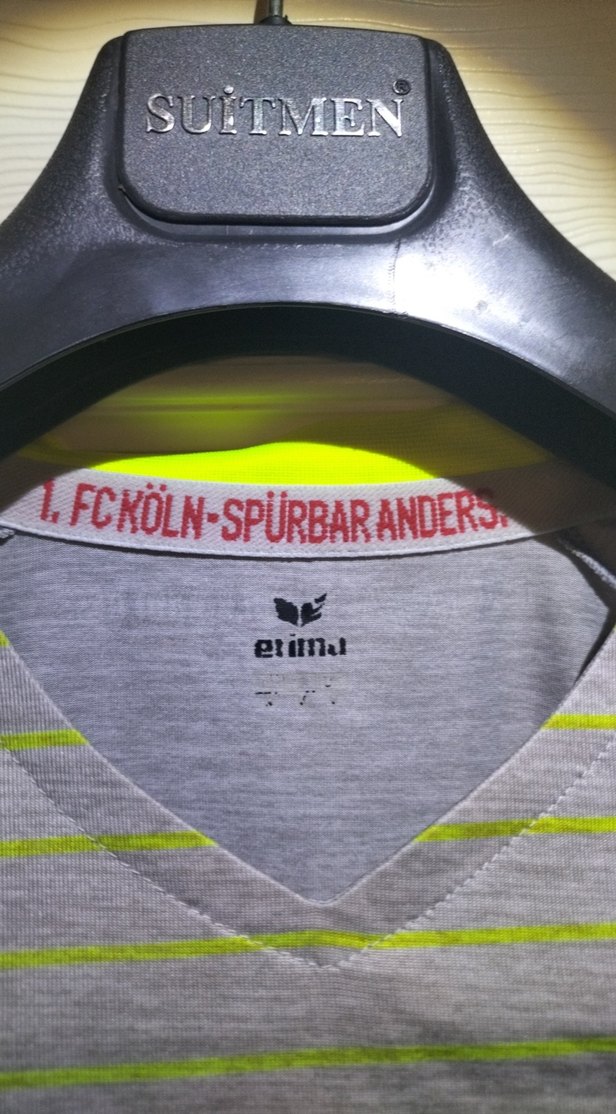 SUİTMEN®
1. FC KÖLN-SPÜRBAR ANDERS.
erima